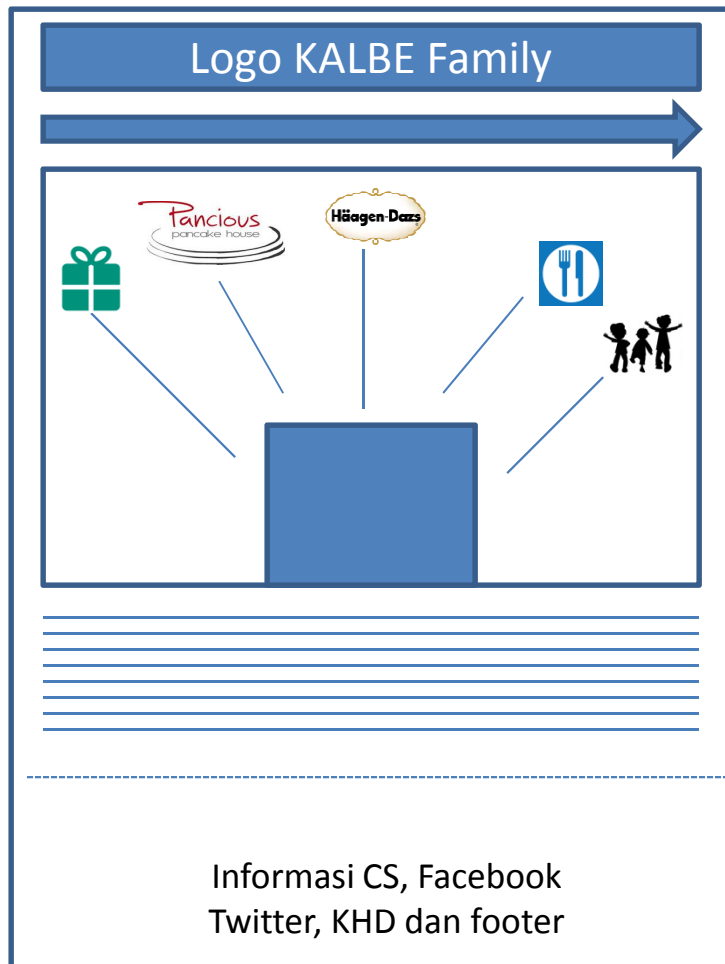 Logo KALBE Family
Pancious
pancake house
Häagen-Dazs
Informasi CS, Facebook
Twitter, KHD dan footer